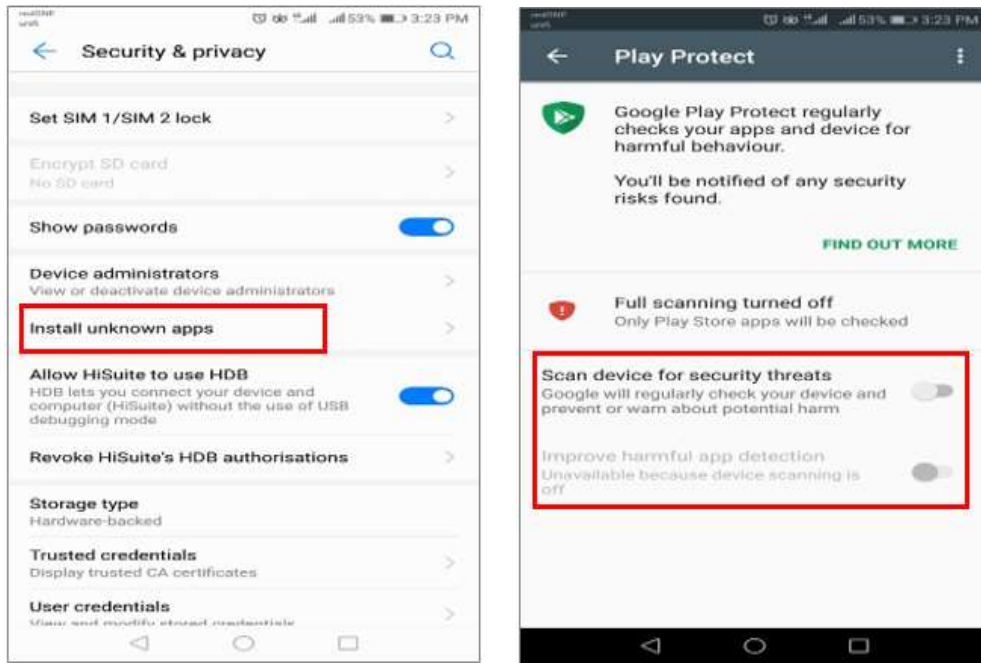 53% 3:23 PM
Security & privacy
Set SIM 1/SIM 2 lock
Encrypt SD card
No SD card
Show passwords
Device administrators
View or deactivate device administrators
Install unknown apps
Allow HiSuite to use HDB
HDB lets you connect your device and
computer (HiSuite) without the use of USB
debugging mode
Revoke HiSuite's HDB authorisations
Storage type
Hardware-backed
Trusted credentials
Display trusted CA certificates
User credentials
View and modify stored credentials
53% 3:23 PM
Play Protect
Google Play Protect regularly
checks your apps and device for
harmful behaviour.
You'll be notified of any security
risks found.
FIND OUT MORE
Full scanning turned off
Only Play Store apps will be checked
Scan device for security threats
Google will regularly check your device and
prevent or warn about potential harm
Improve harmful app detection
Unavailable because device scanning is
off